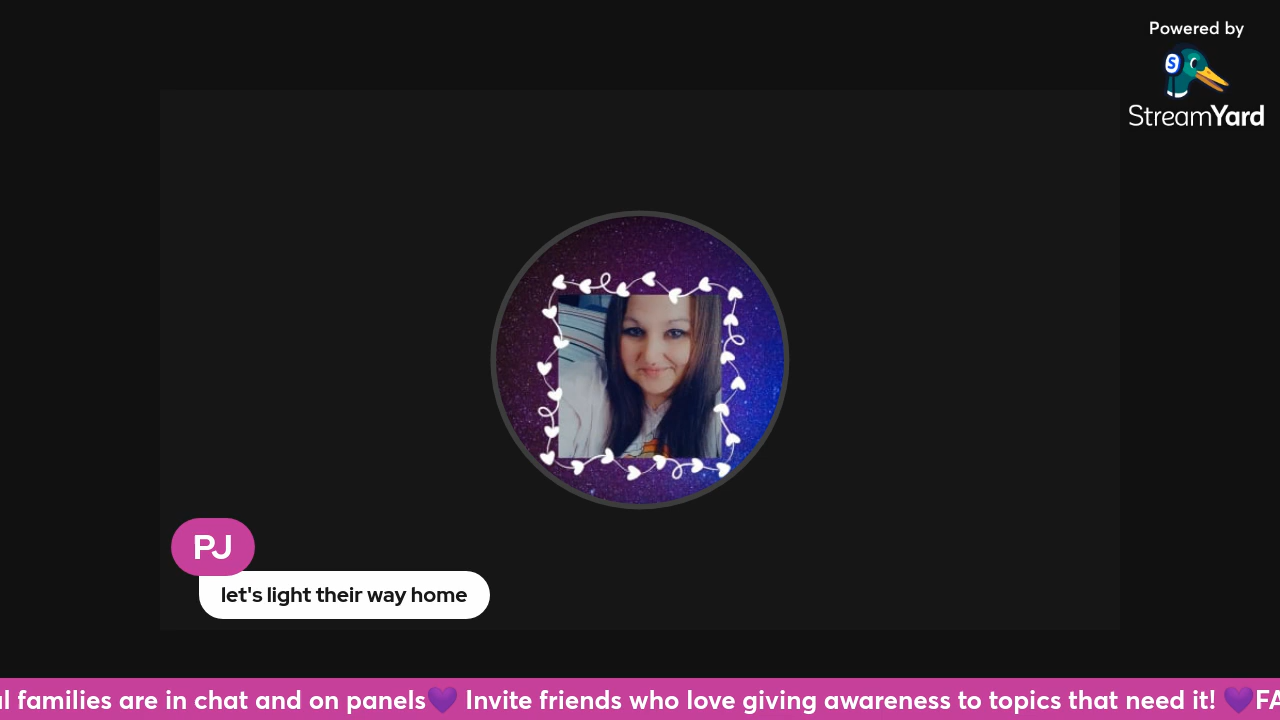 Powered by
S
StreamYard
PJ
let's light their way home
l families are in chat and on panels💜 Invite friends who love giving awareness to topics that need it! 💜FA